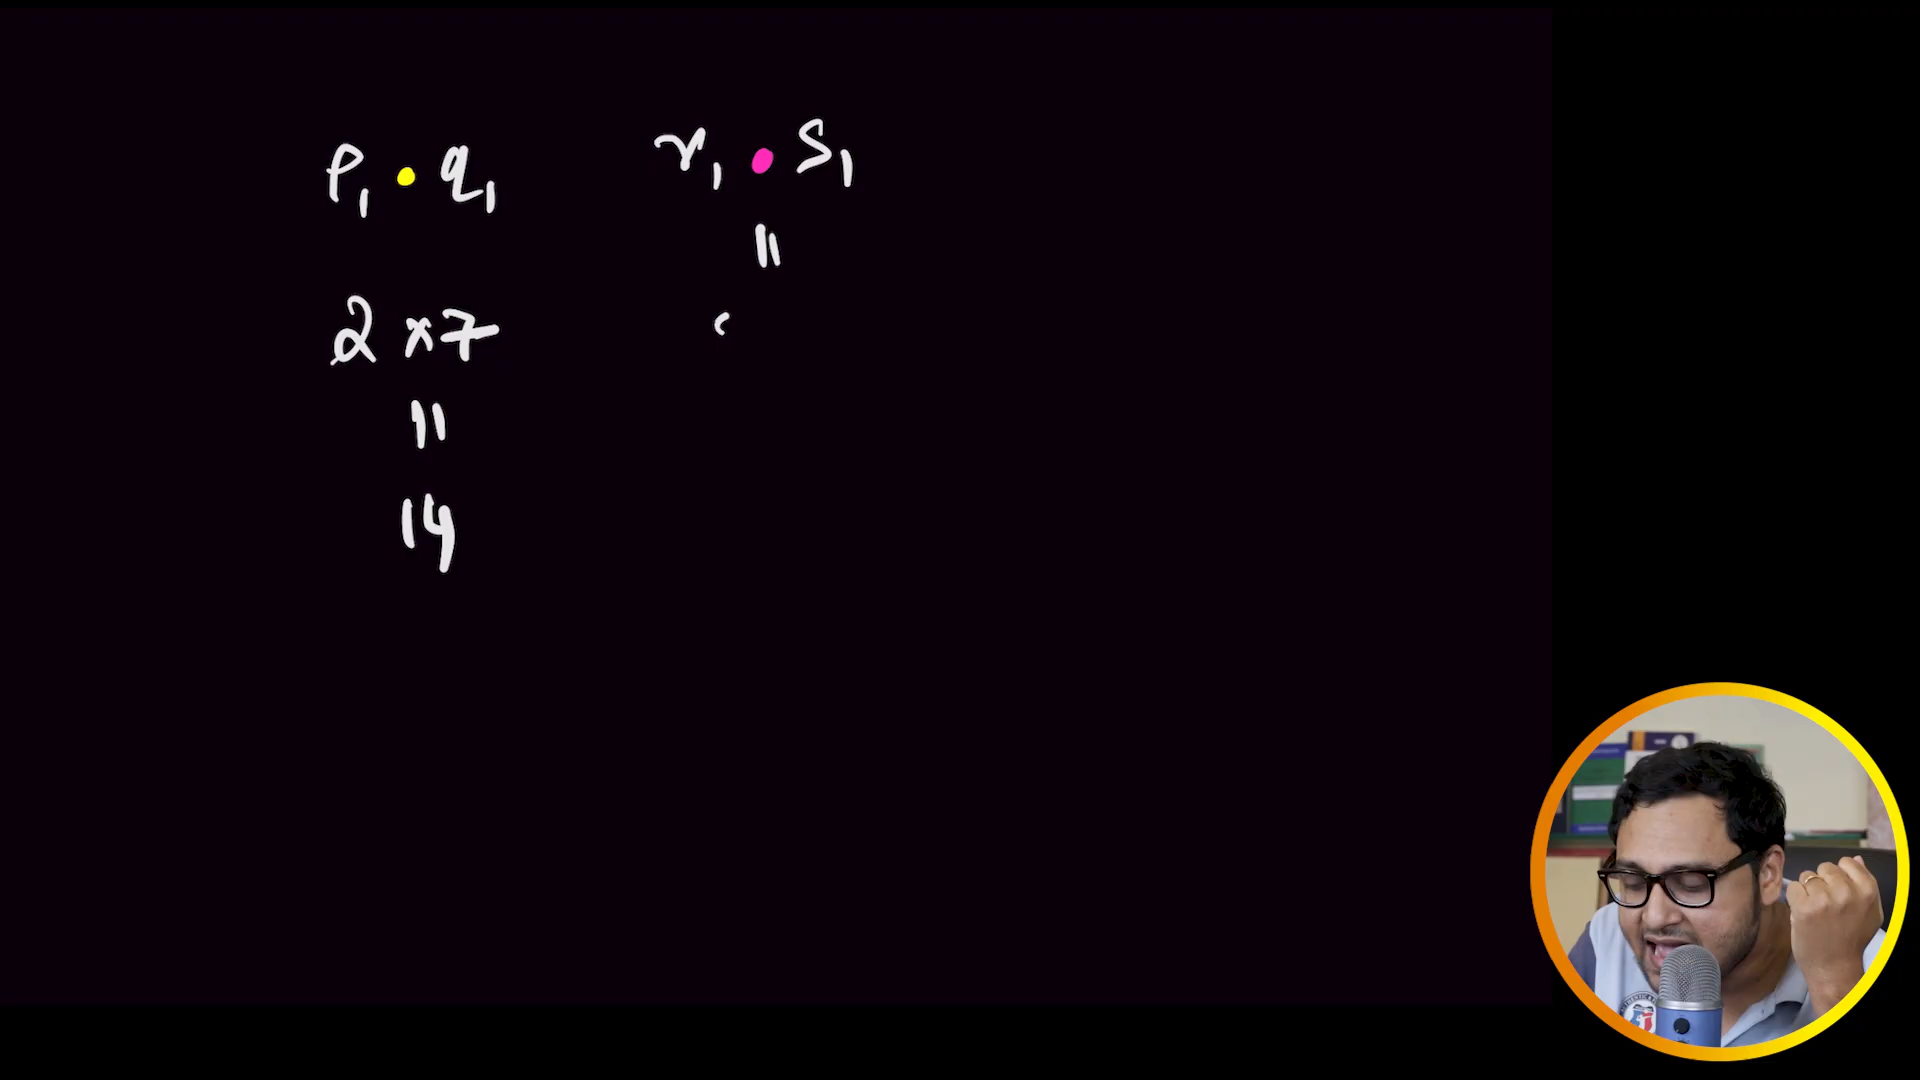 p₁ • q₁
r₁ • s₁
||
2 × 7
||
14